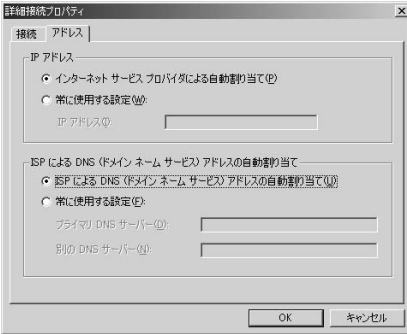 詳細接続プロパティ
接続 アドレス
IP アドレス
インターネット サービス プロバイダによる自動割り当て(P)
常に使用する設定(W):
IP アドレス(I):
ISP による DNS (ドメイン ネーム サービス) アドレスの自動割り当て
ISP による DNS (ドメイン ネーム サービス) アドレスの自動割り当て(U)
常に使用する設定(F):
プライマリ DNS サーバー(D):
別の DNS サーバー(N):
OK キャンセル